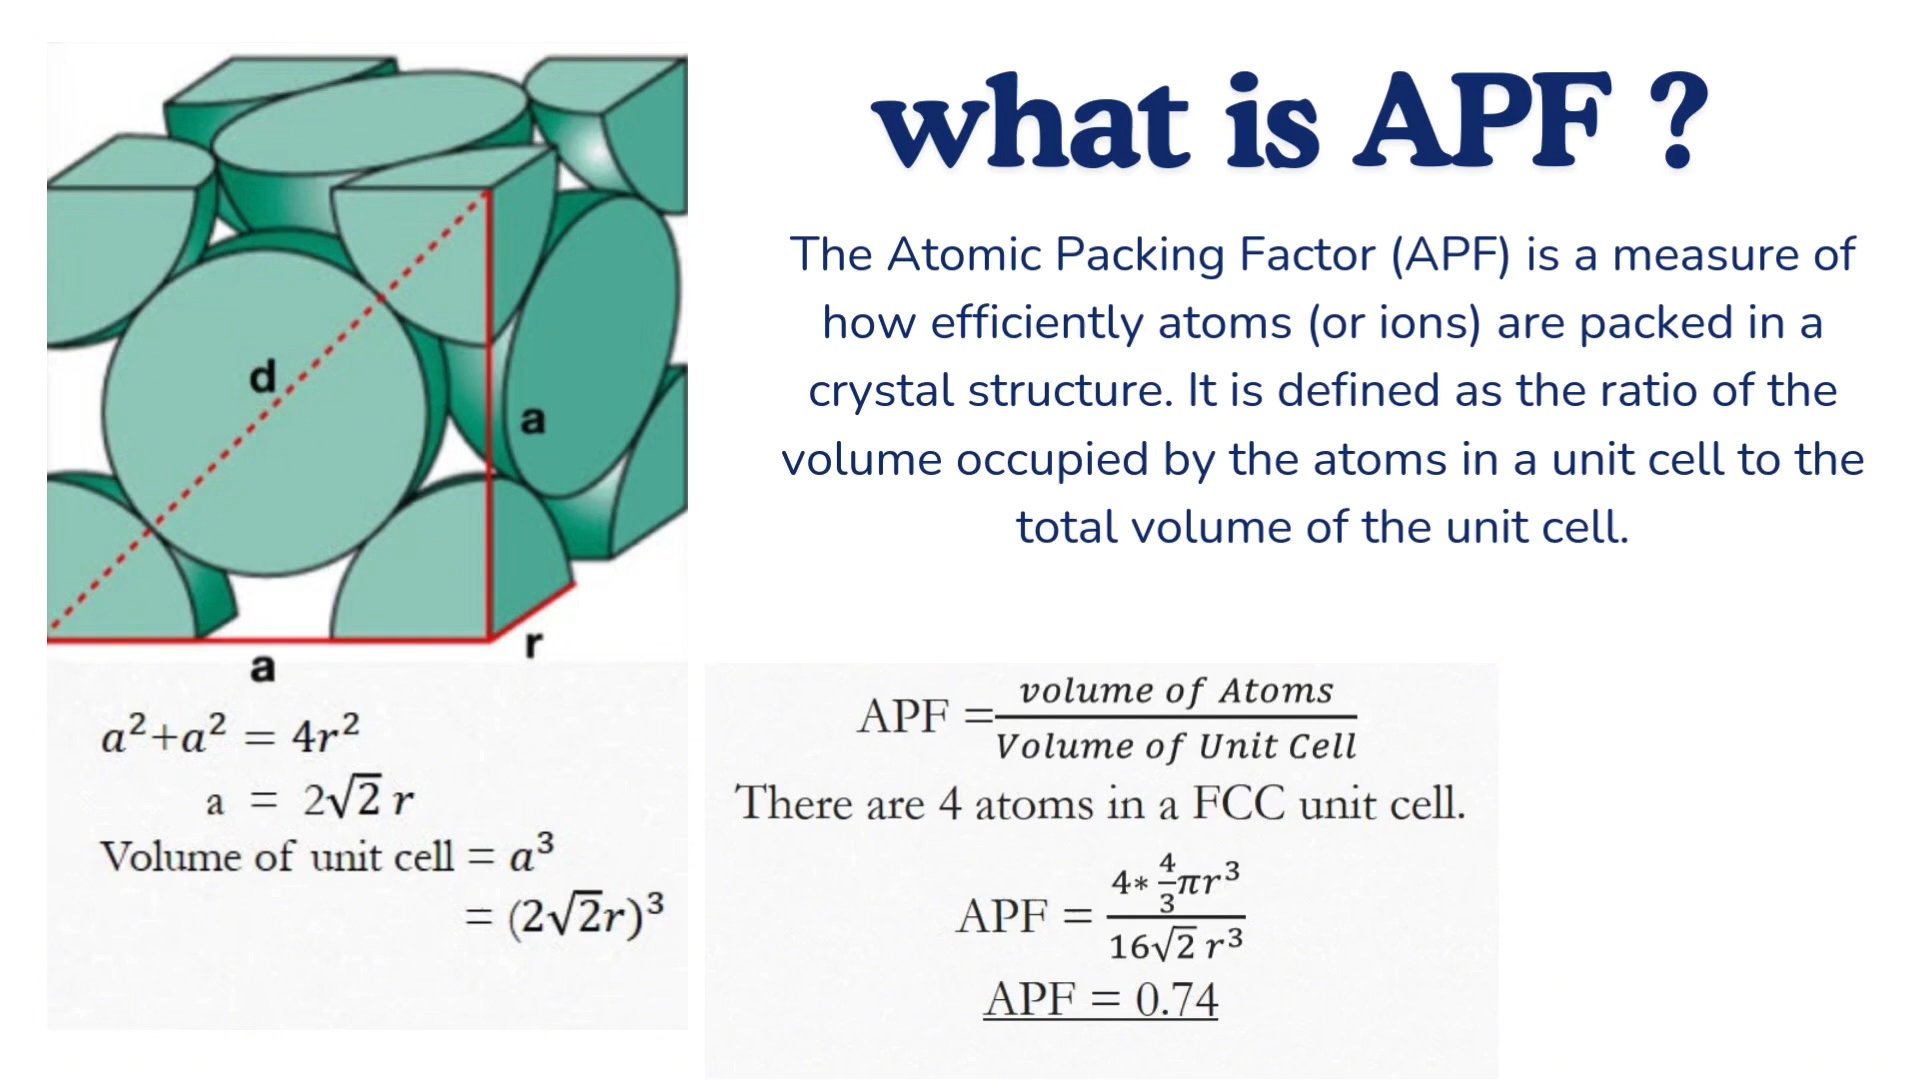 what is APF ?
The Atomic Packing Factor (APF) is a measure of
how efficiently atoms (or ions) are packed in a
crystal structure. It is defined as the ratio of the
volume occupied by the atoms in a unit cell to the
total volume of the unit cell.
d
a
r
a
a²+a² = 4r²
a = 2√2 r
Volume of unit cell = a³
= (2√2r)³
APF = volume of Atoms / Volume of Unit Cell
There are 4 atoms in a FCC unit cell.
APF = 4* 4/3 πr³ / 16√2 r³
APF = 0.74